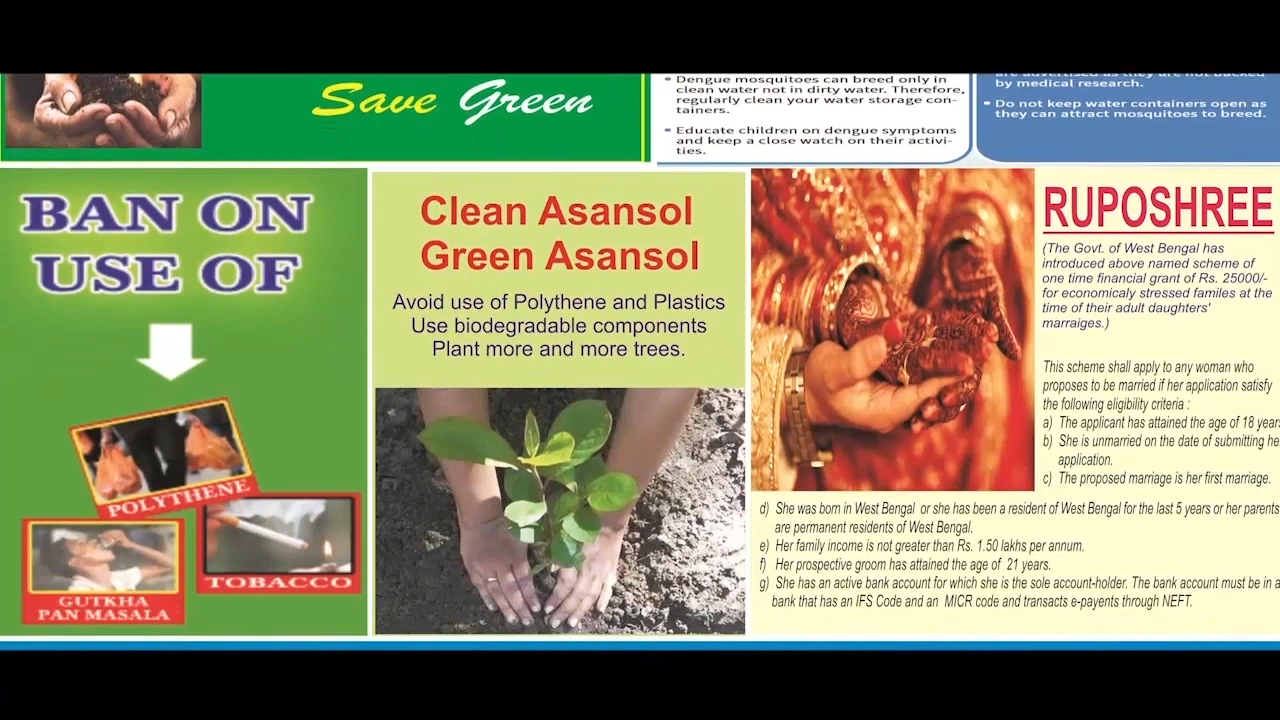 Save Green
• Dengue mosquitoes can breed only in
clean water not in dirty water. Therefore,
regularly clean your water storage con-
tainers.
• Educate children on dengue symptoms
and keep a close watch on their activi-
ties.
are advertised as they are not backed
by medical research.
• Do not keep water containers open as
they can attract mosquitoes to breed.
BAN ON
USE OF
POLYTHENE
TOBACCO
GUTKHA
PAN MASALA
Clean Asansol
Green Asansol
Avoid use of Polythene and Plastics
Use biodegradable components
Plant more and more trees.
RUPOSHREE
(The Govt. of West Bengal has
introduced above named scheme of
one time financial grant of Rs. 25000/-
for economicaly stressed familes at the
time of their adult daughters'
marraiges.)
This scheme shall apply to any woman who
proposes to be married if her application satisfy
the following eligibility criteria :
a) The applicant has attained the age of 18 years
b) She is unmarried on the date of submitting he
application.
c) The proposed marriage is her first marriage.
d) She was born in West Bengal or she has been a resident of West Bengal for the last 5 years or her parents
are permanent residents of West Bengal.
e) Her family income is not greater than Rs. 1.50 lakhs per annum.
f) Her prospective groom has attained the age of 21 years.
g) She has an active bank account for which she is the sole account-holder. The bank account must be in a
bank that has an IFS Code and an MICR code and transacts e-payents through NEFT.